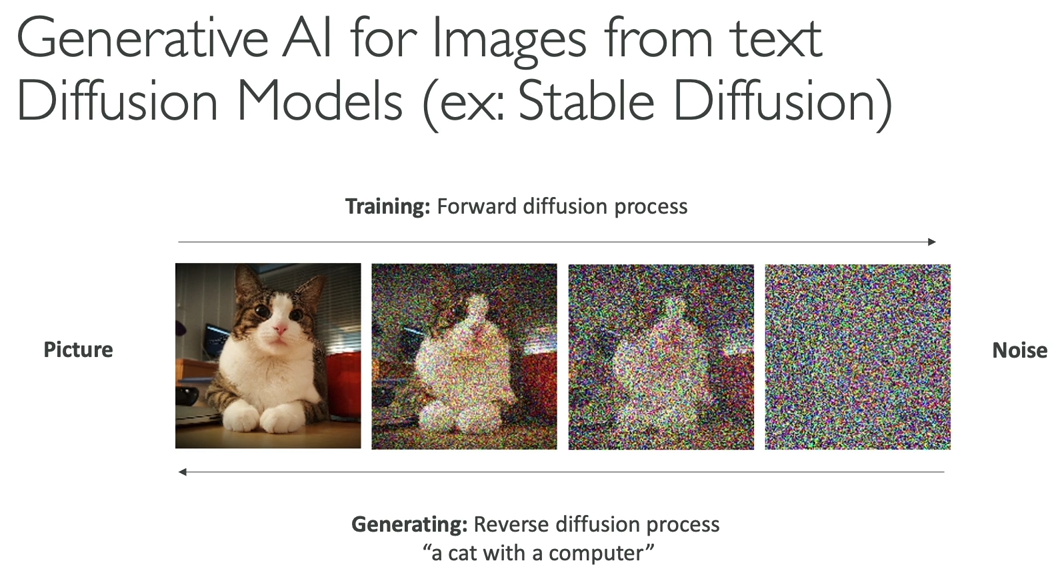 Generative AI for Images from text
Diffusion Models (ex: Stable Diffusion)
Training: Forward diffusion process
Picture
Noise
Generating: Reverse diffusion process
“a cat with a computer”